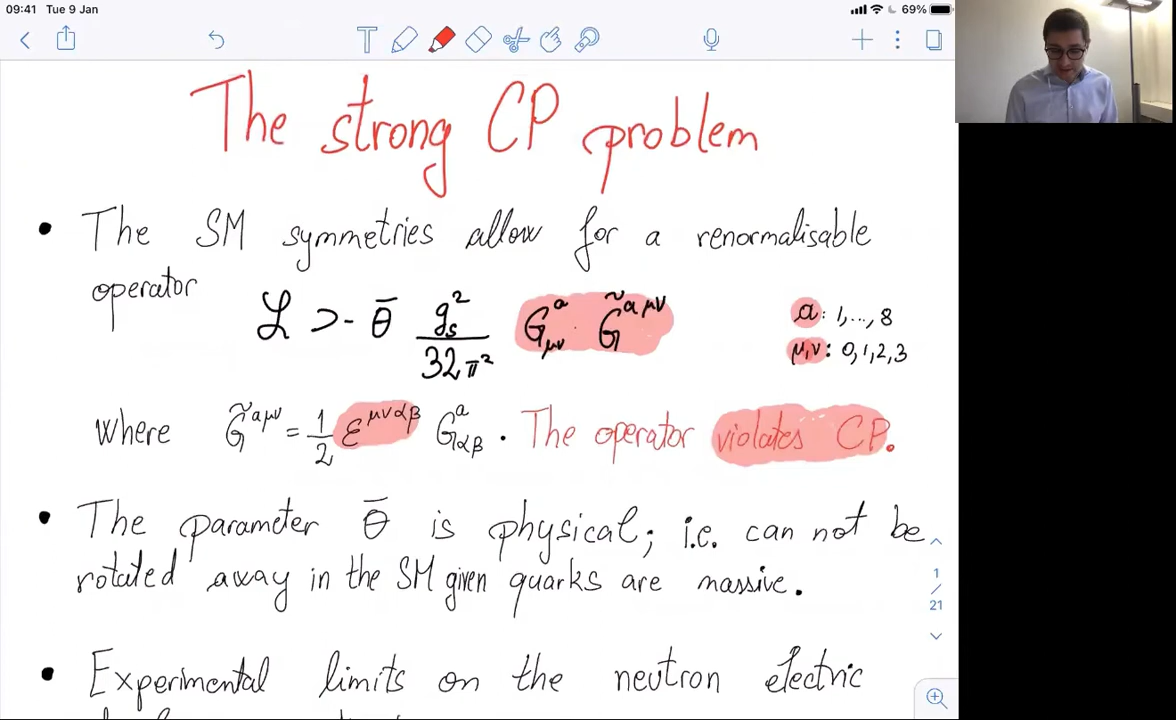 09:41 Tue 9 Jan
69%
The strong CP problem
• The SM symmetries allow for a renormalisable
operator
ℒ ⊃ - θ̄ g_s²/32π² G^a_μν · G̃^aμν
a: 1,...,8
μ,ν: 0,1,2,3
where G̃^aμν = 1/2 ε^μναβ G^a_αβ. The operator violates CP.
• The parameter θ̄ is physical; i.e. can not be
rotated away in the SM given quarks are massive.
1
/
21
• Experimental limits on the neutron electric